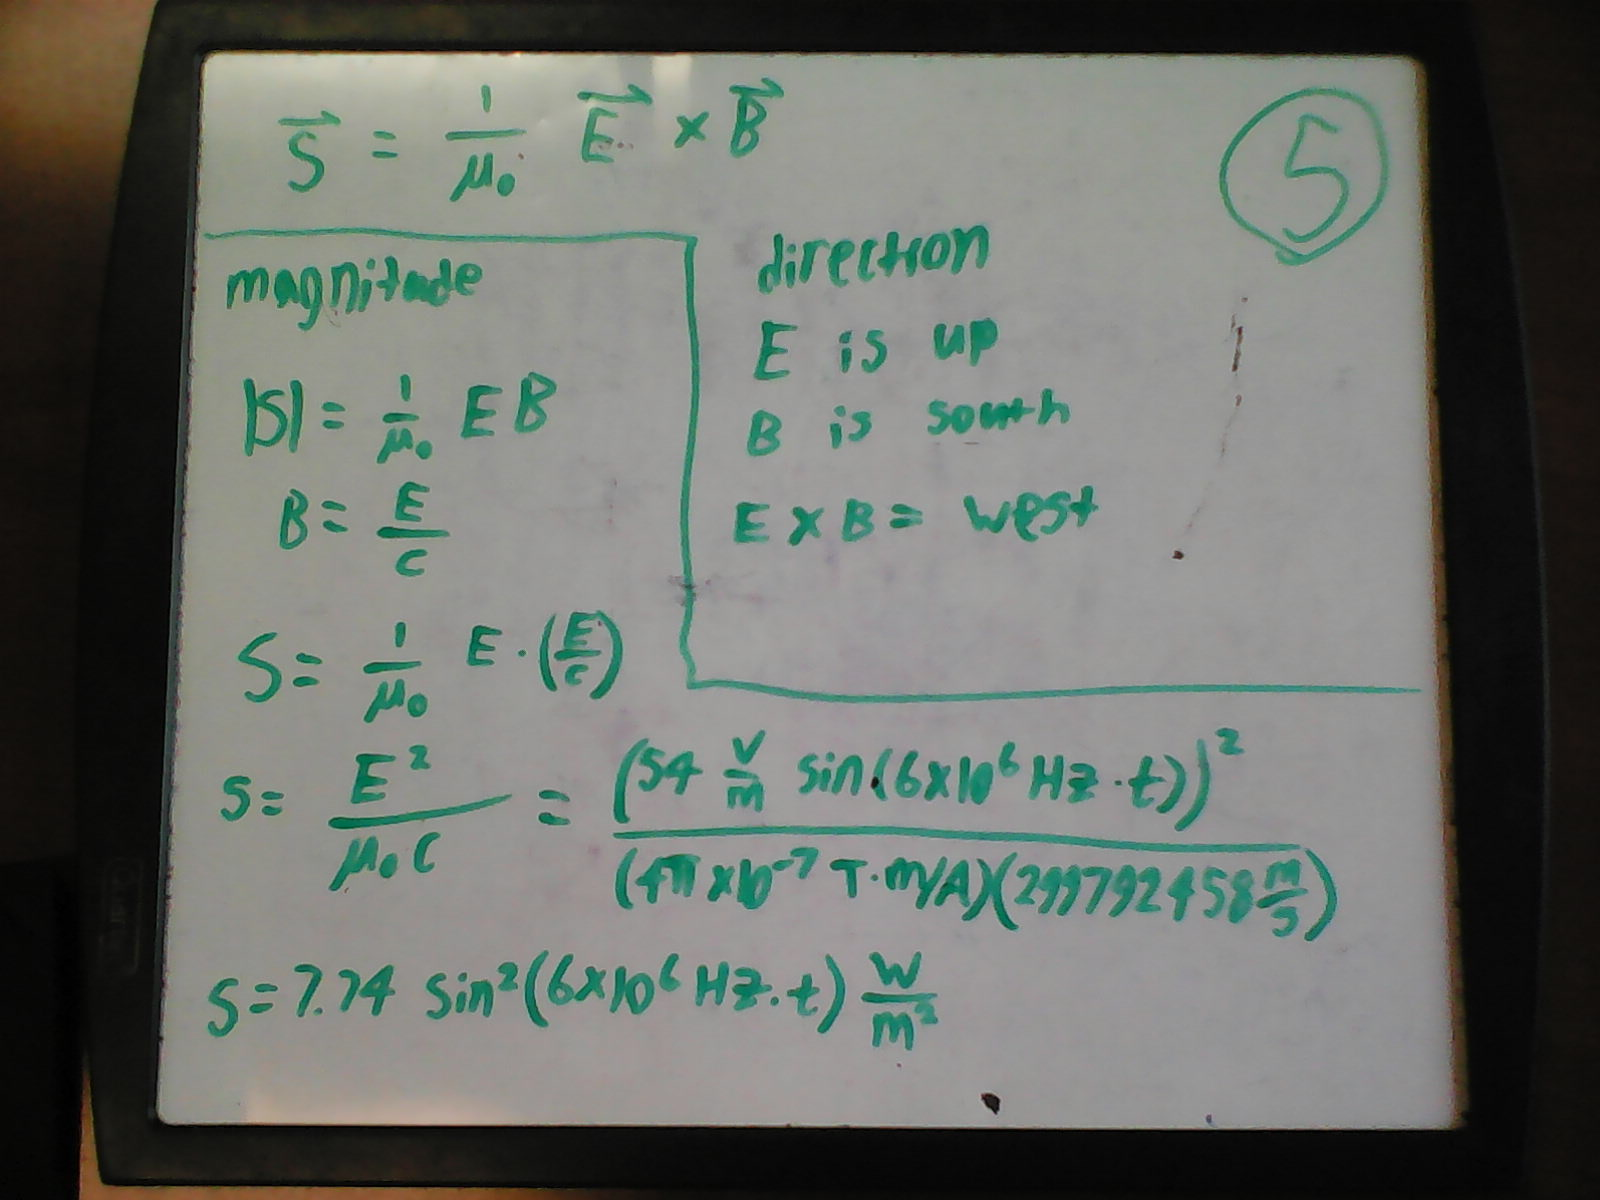 S⃗ = 1/μ₀ E⃗ × B⃗
5
magnitude
|S| = 1/μ₀ E B
B = E/c
S = 1/μ₀ E · (E/c)
direction
E is up
B is south
E × B = west
S = E²/μ₀c = (54 V/m sin(6×10⁶ Hz·t))² / (4π×10⁻⁷ T·m/A)(299792458 m/s)
S = 7.74 sin²(6×10⁶ Hz·t) W/m²